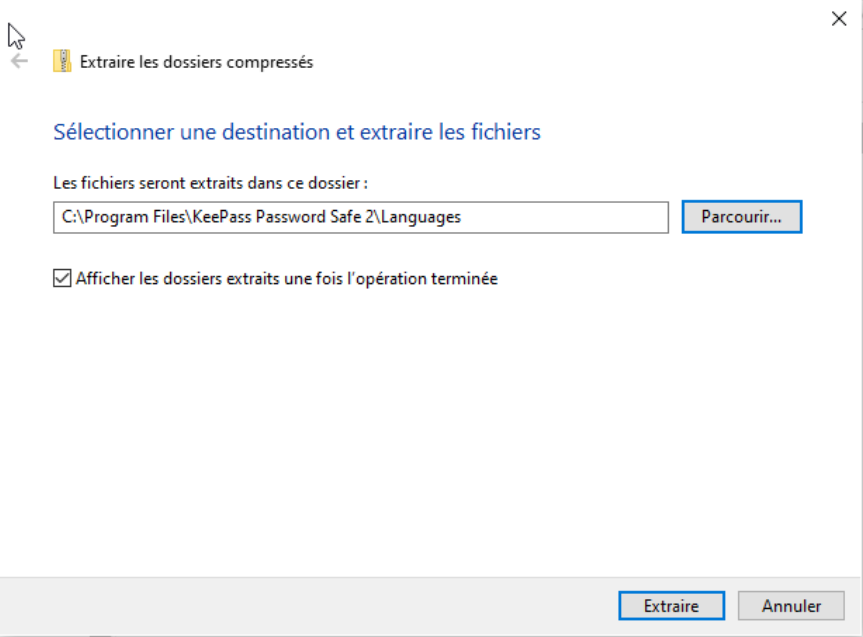 Extraire les dossiers compressés
Sélectionner une destination et extraire les fichiers
Les fichiers seront extraits dans ce dossier :
C:\Program Files\KeePass Password Safe 2\Languages
Parcourir...
Afficher les dossiers extraits une fois l'opération terminée
Extraire
Annuler